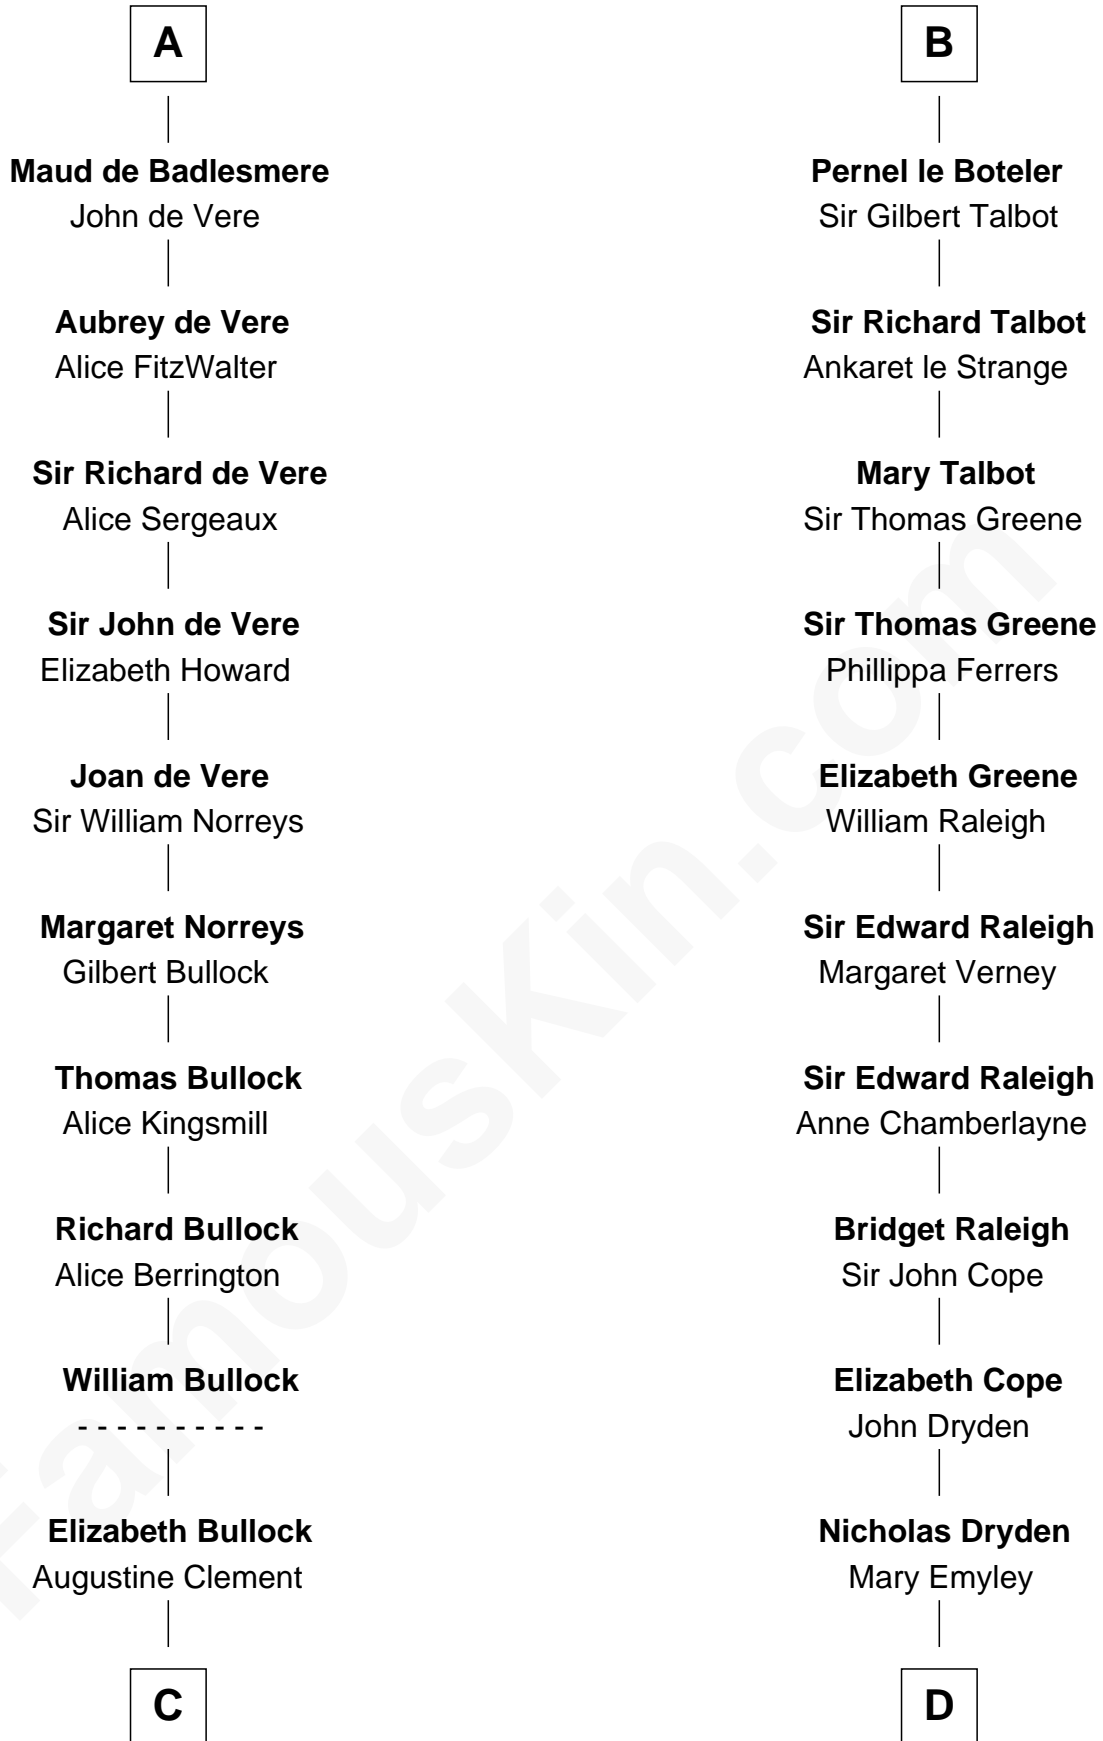 A
Maud de Badlesmere
John de Vere
Aubrey de Vere
Alice FitzWalter
Sir Richard de Vere
Alice Sergeaux
Sir John de Vere
Elizabeth Howard
Joan de Vere
Sir William Norreys
Margaret Norreys
Gilbert Bullock
Thomas Bullock
Alice Kingsmill
Richard Bullock
Alice Berrington
William Bullock
- - - - - - - - - -
Elizabeth Bullock
Augustine Clement
C
B
Pernel le Boteler
Sir Gilbert Talbot
Sir Richard Talbot
Ankaret le Strange
Mary Talbot
Sir Thomas Greene
Sir Thomas Greene
Phillippa Ferrers
Elizabeth Greene
William Raleigh
Sir Edward Raleigh
Margaret Verney
Sir Edward Raleigh
Anne Chamberlayne
Bridget Raleigh
Sir John Cope
Elizabeth Cope
John Dryden
Nicholas Dryden
Mary Emyley
D
FamousKin.com